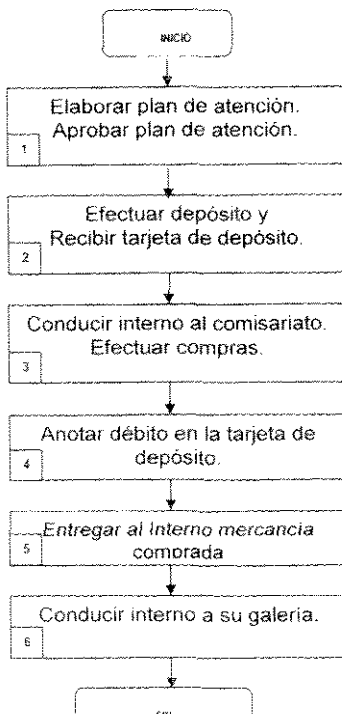 INICIO
Elaborar plan de atención.
Aprobar plan de atención.
1
Efectuar depósito y
Recibir tarjeta de depósito.
2
Conducir interno al comisariato.
Efectuar compras.
3
Anotar débito en la tarjeta de
depósito.
4
Entregar al Interno mercancia
comprada
5
Conducir interno a su galería.
6